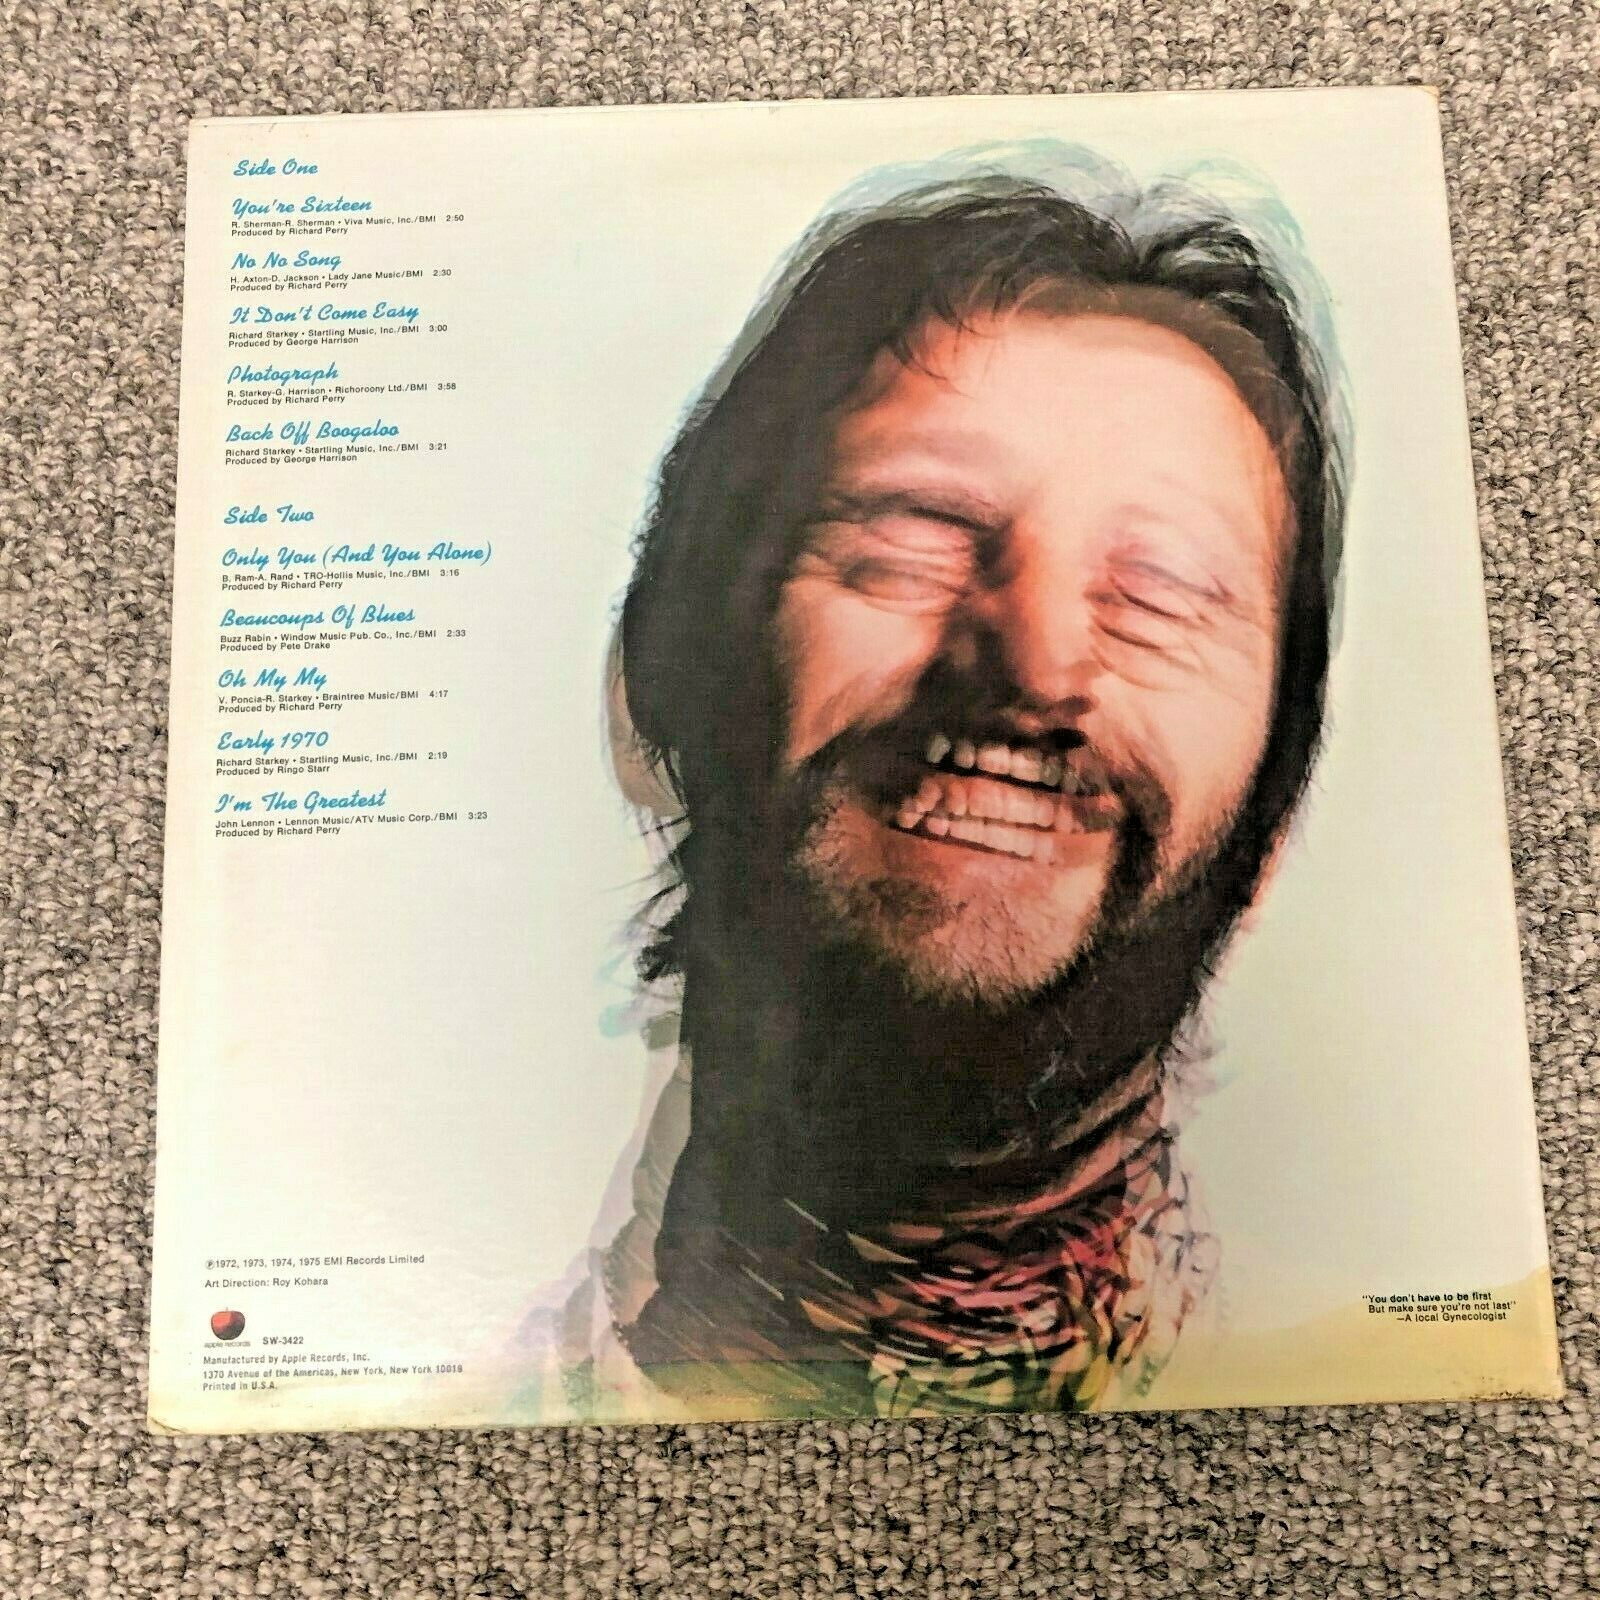 Side One
You're Sixteen
R. Sherman-R. Sherman • Viva Music, Inc./BMI 2:50
Produced by Richard Perry
No No Song
H. Axton-D. Jackson • Lady Jane Music/BMI 2:30
Produced by Richard Perry
It Don't Come Easy
Richard Starkey • Startling Music, Inc./BMI 3:00
Produced by George Harrison
Photograph
R. Starkey-G. Harrison • Richoroony Ltd./BMI 3:58
Produced by Richard Perry
Back Off Boogaloo
Richard Starkey • Startling Music, Inc./BMI 3:21
Produced by George Harrison
Side Two
Only You (And You Alone)
B. Ram-A. Rand • TRO-Hollis Music, Inc./BMI 3:16
Produced by Richard Perry
Beaucoups Of Blues
Buzz Rabin • Window Music Pub. Co., Inc./BMI 2:33
Produced by Pete Drake
Oh My My
V. Poncia-R. Starkey • Braintree Music/BMI 4:17
Produced by Richard Perry
Early 1970
Richard Starkey • Startling Music, Inc./BMI 2:19
Produced by Ringo Starr
I'm The Greatest
John Lennon • Lennon Music/ATV Music Corp./BMI 3:23
Produced by Richard Perry
℗1972, 1973, 1974, 1975 EMI Records Limited
Art Direction: Roy Kohara
apple records SW-3422
Manufactured by Apple Records, Inc.
1370 Avenue of the Americas, New York, New York 10019
Printed in U.S.A.
"You don't have to be first
But make sure you're not last"
—A local Gynecologist